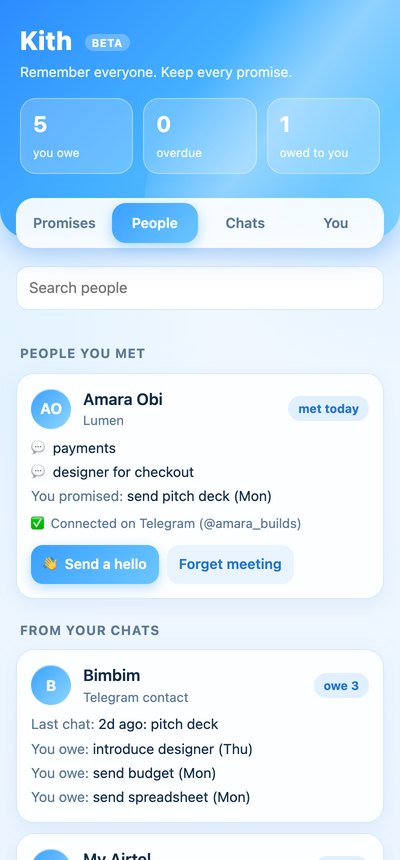 Kith BETA
Remember everyone. Keep every promise.
5 0 1
you owe overdue owed to you
Promises People Chats You
Search people
PEOPLE YOU MET
AO Amara Obi met today
Lumen
💬 payments
💬 designer for checkout
You promised: send pitch deck (Mon)
✅ Connected on Telegram (@amara_builds)
👋 Send a hello Forget meeting
FROM YOUR CHATS
B Bimbim owe 3
Telegram contact
Last chat: 2d ago: pitch deck
You owe: introduce designer (Thu)
You owe: send budget (Mon)
You owe: send spreadsheet (Mon)
My Airtel